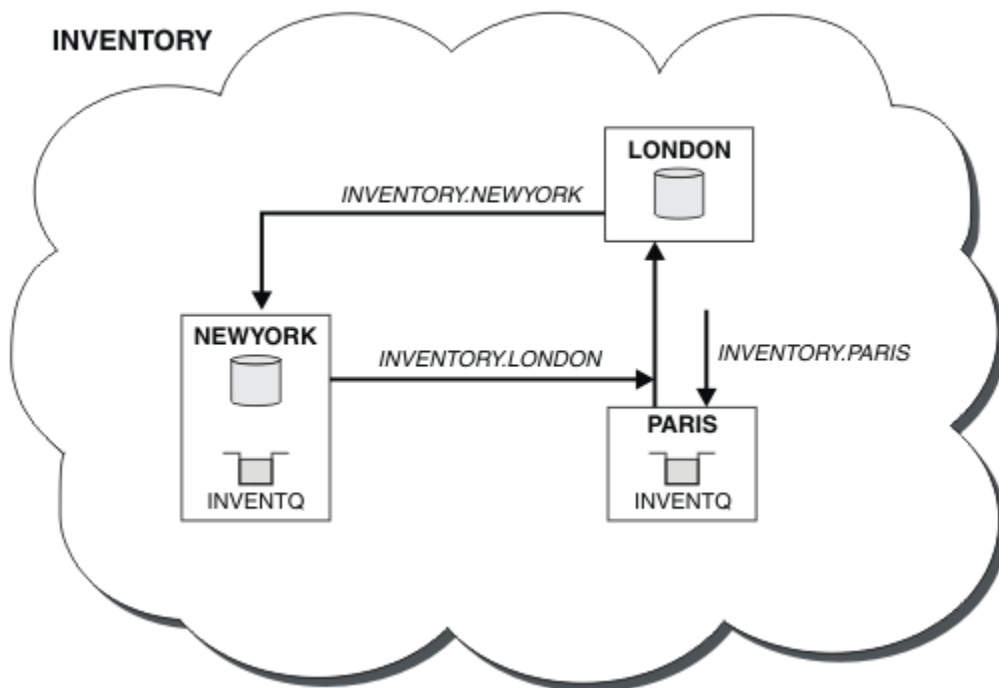 INVENTORY
LONDON
INVENTORY.NEWYORK
NEWYORK
INVENTORY.LONDON
INVENTORY.PARIS
PARIS
INVENTQ
INVENTQ